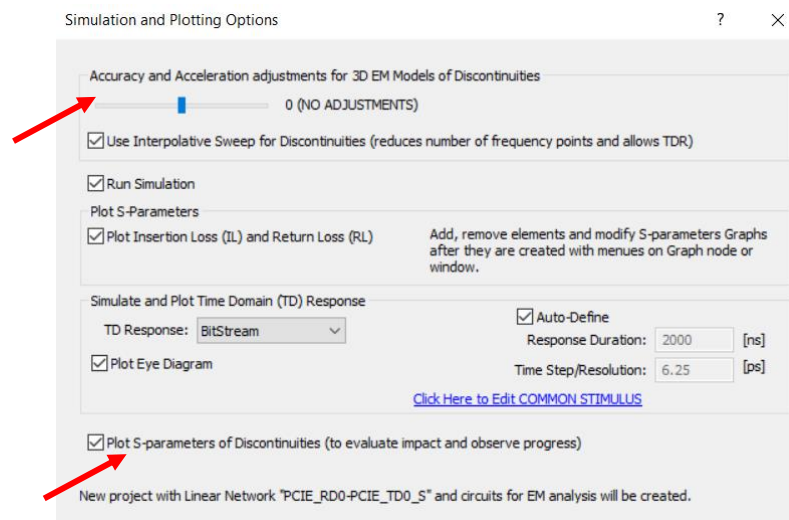 Simulation and Plotting Options
?
Accuracy and Acceleration adjustments for 3D EM Models of Discontinuities
0 (NO ADJUSTMENTS)
Use Interpolative Sweep for Discontinuities (reduces number of frequency points and allows TDR)
Run Simulation
Plot S-Parameters
Plot Insertion Loss (IL) and Return Loss (RL)
Add, remove elements and modify S-parameters Graphs
after they are created with menues on Graph node or
window.
Simulate and Plot Time Domain (TD) Response
TD Response: BitStream
Auto-Define
Response Duration: 2000 [ns]
Plot Eye Diagram
Time Step/Resolution: 6.25 [ps]
Click Here to Edit COMMON STIMULUS
Plot S-parameters of Discontinuities (to evaluate impact and observe progress)
New project with Linear Network "PCIE_RD0-PCIE_TD0_S" and circuits for EM analysis will be created.